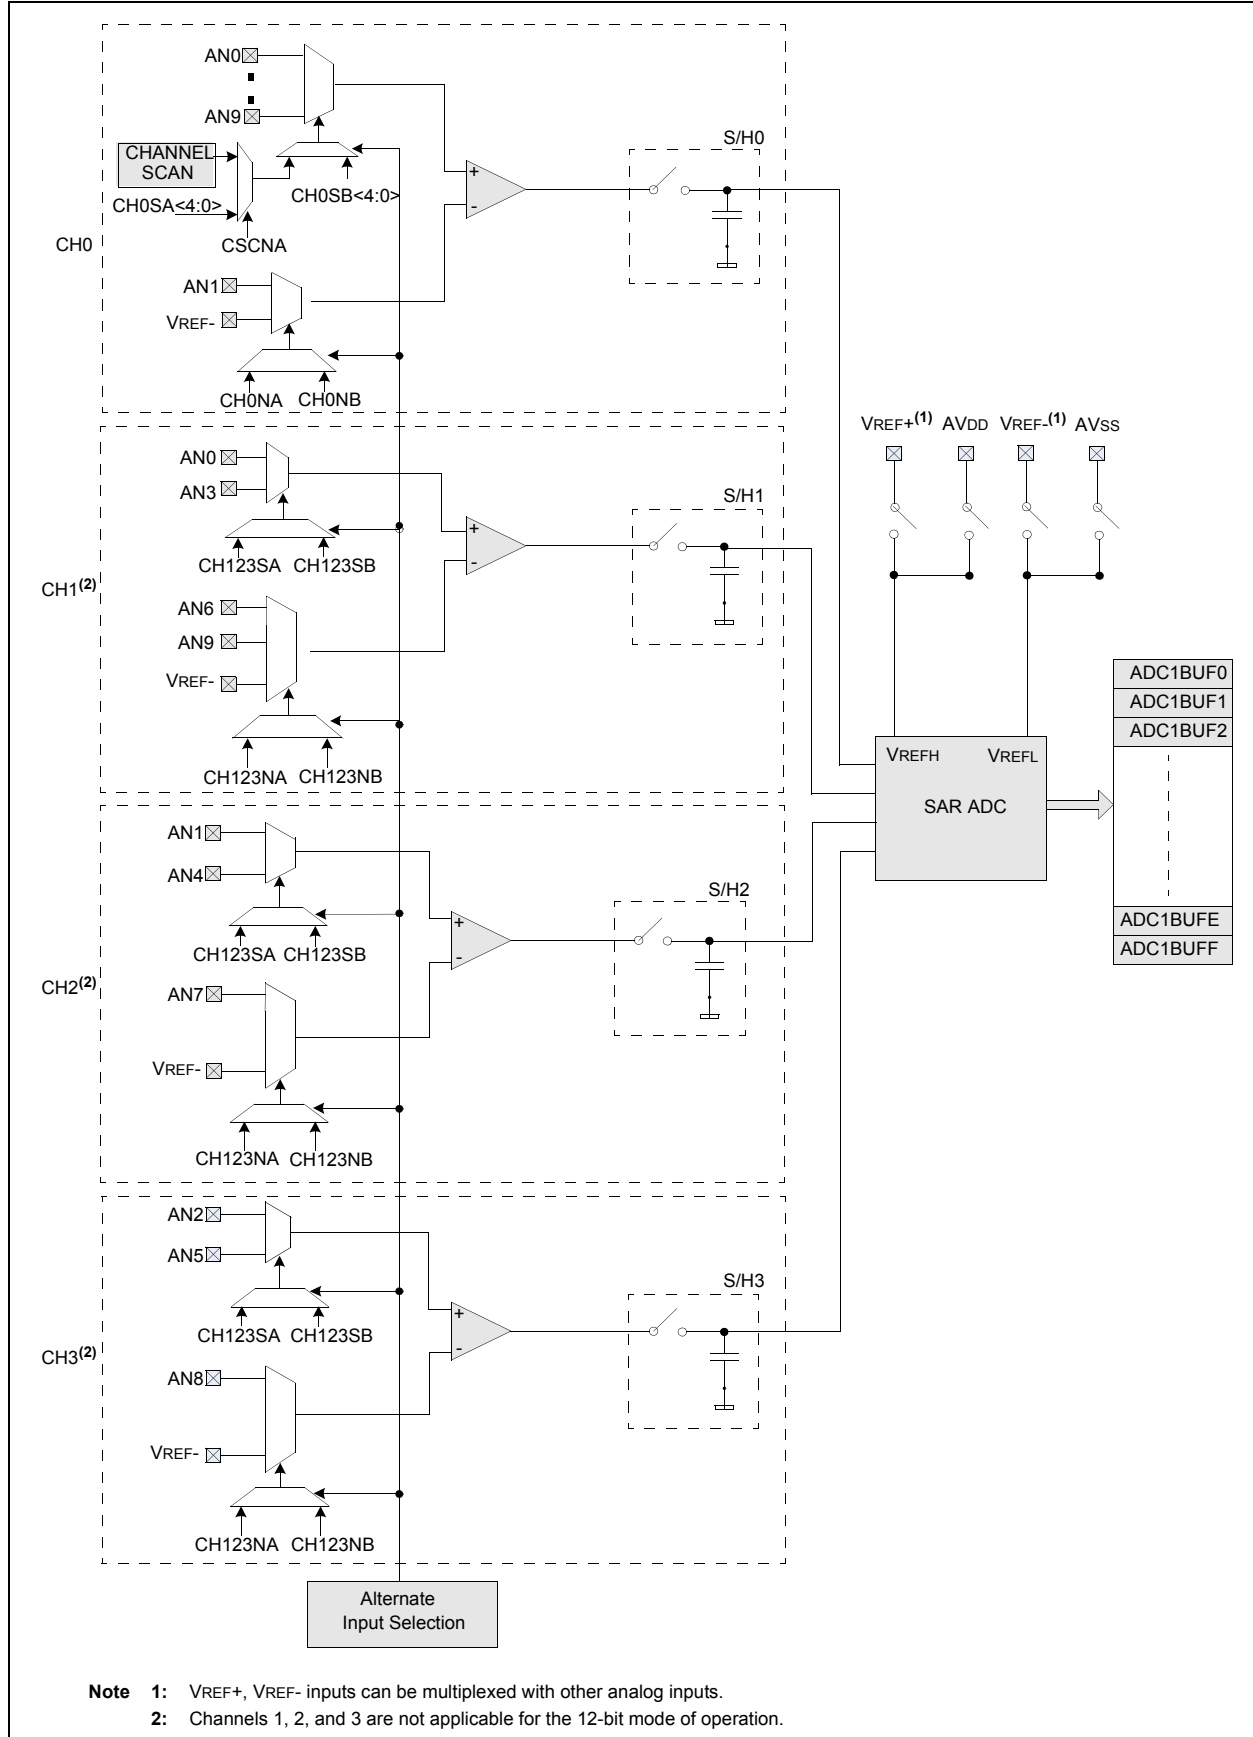 AN0
AN9
CHANNEL
SCAN
CH0SA<4:0>
CH0SB<4:0>
CSCNA
CH0
AN1
VREF-
CH0NA CH0NB
+
-
S/H0
AN0
AN3
CH123SA CH123SB
CH1(2)
AN6
AN9
VREF-
CH123NA CH123NB
+
-
S/H1
AN1
AN4
CH123SA CH123SB
CH2(2)
AN7
VREF-
CH123NA CH123NB
+
-
S/H2
AN2
AN5
CH123SA CH123SB
CH3(2)
AN8
VREF-
CH123NA CH123NB
+
-
S/H3
VREF+(1) AVDD VREF-(1) AVSS
VREFH VREFL
SAR ADC
ADC1BUF0
ADC1BUF1
ADC1BUF2
ADC1BUFE
ADC1BUFF
Alternate
Input Selection
Note 1: VREF+, VREF- inputs can be multiplexed with other analog inputs.
2: Channels 1, 2, and 3 are not applicable for the 12-bit mode of operation.